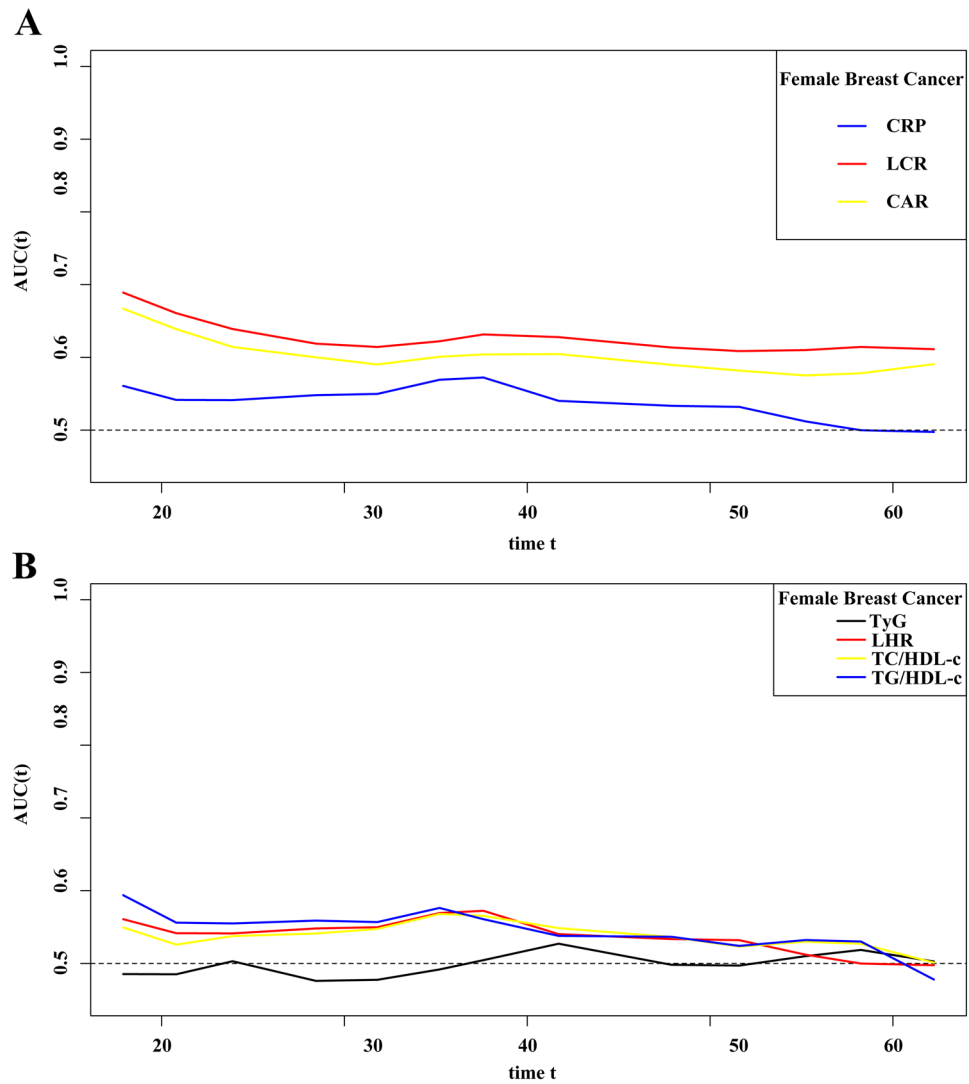 A
1.0
0.9
0.8
0.7
0.6
0.5
AUC(t)
Female Breast Cancer
CRP
LCR
CAR
20 30 40 50 60
time t
B
1.0
0.9
0.8
0.7
0.6
0.5
AUC(t)
Female Breast Cancer
TyG
LHR
TC/HDL-c
TG/HDL-c
20 30 40 50 60
time t